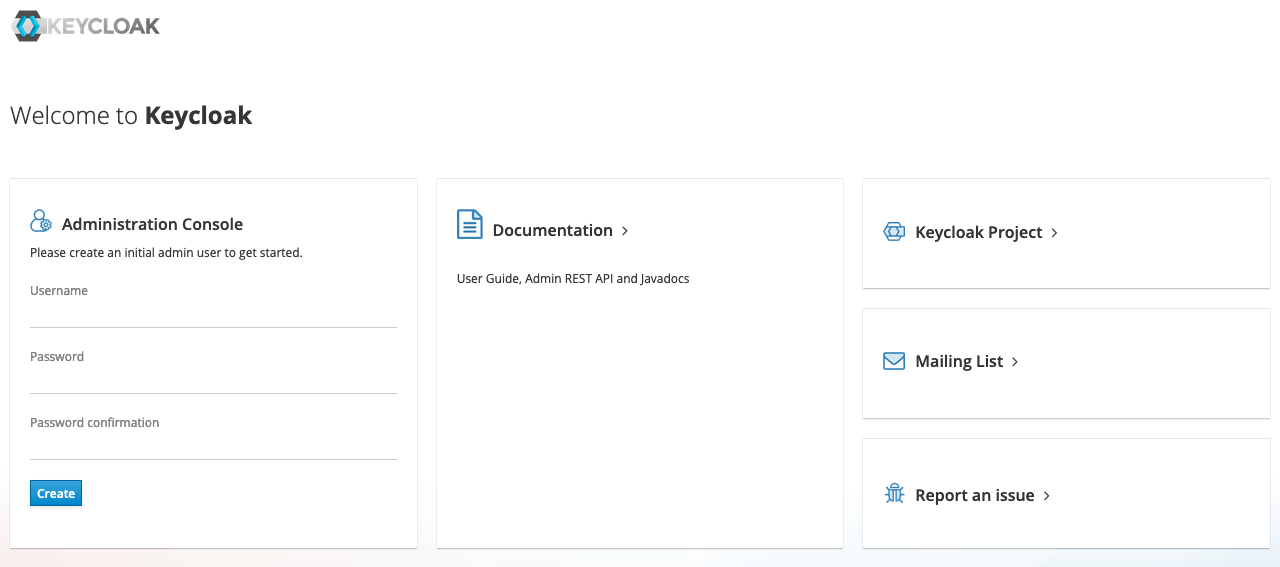 KEYCLOAK
Welcome to Keycloak
Administration Console
Please create an initial admin user to get started.
Username
Password
Password confirmation
Create
Documentation
User Guide, Admin REST API and Javadocs
Keycloak Project
Mailing List
Report an issue